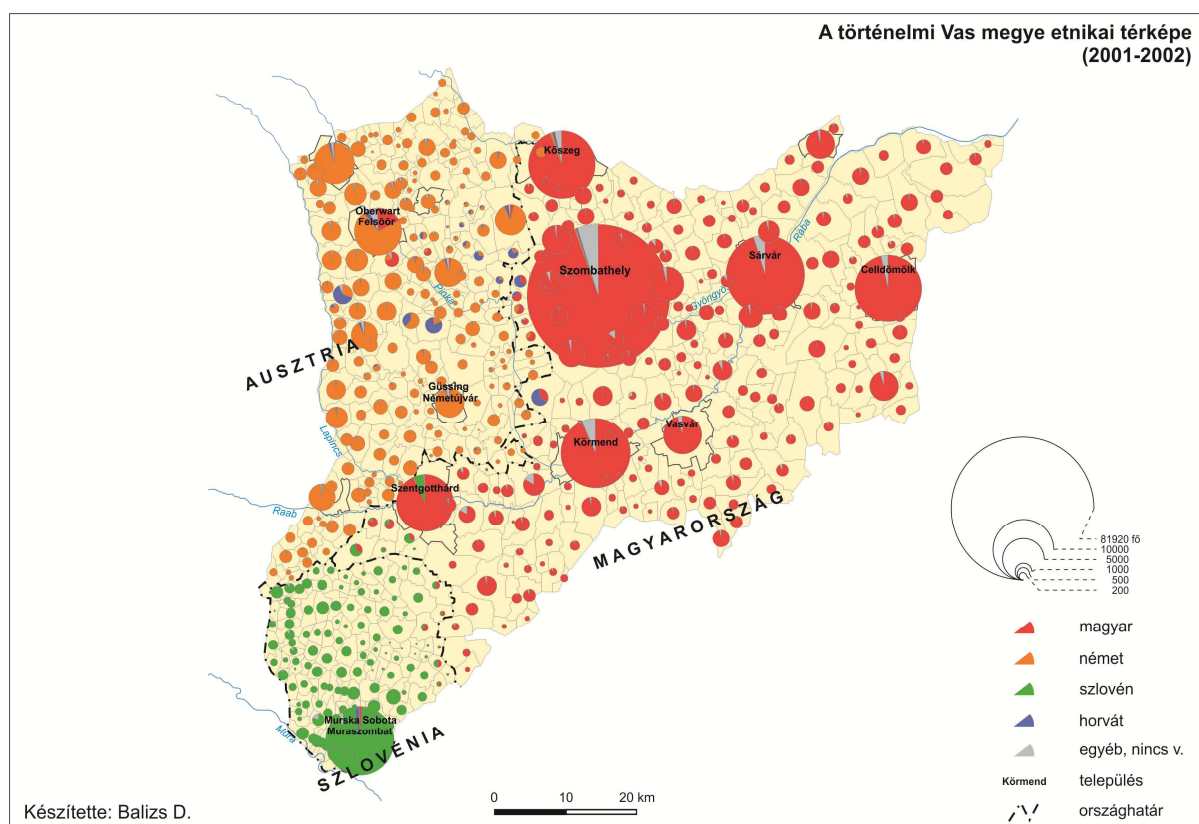 A történelmi Vas megye etnikai térképe
(2001-2002)
Kőszeg
Oberwart
Felsőőr
Rába
Szombathely
Sárvár
Celldömölk
Pinka
Gyöngyös
AUSZTRIA
Güssing
Németújvár
Lapincs
Körmend
Vasvár
Szentgotthárd
Raab
MAGYARORSZÁG
81920 fő
10000
5000
1000
500
200
magyar
német
szlovén
horvát
egyéb, nincs v.
Körmend
település
országhatár
Murska Sobota
Muraszombat
Mura
SZLOVÉNIA
0 10 20 km
Készítette: Balizs D.